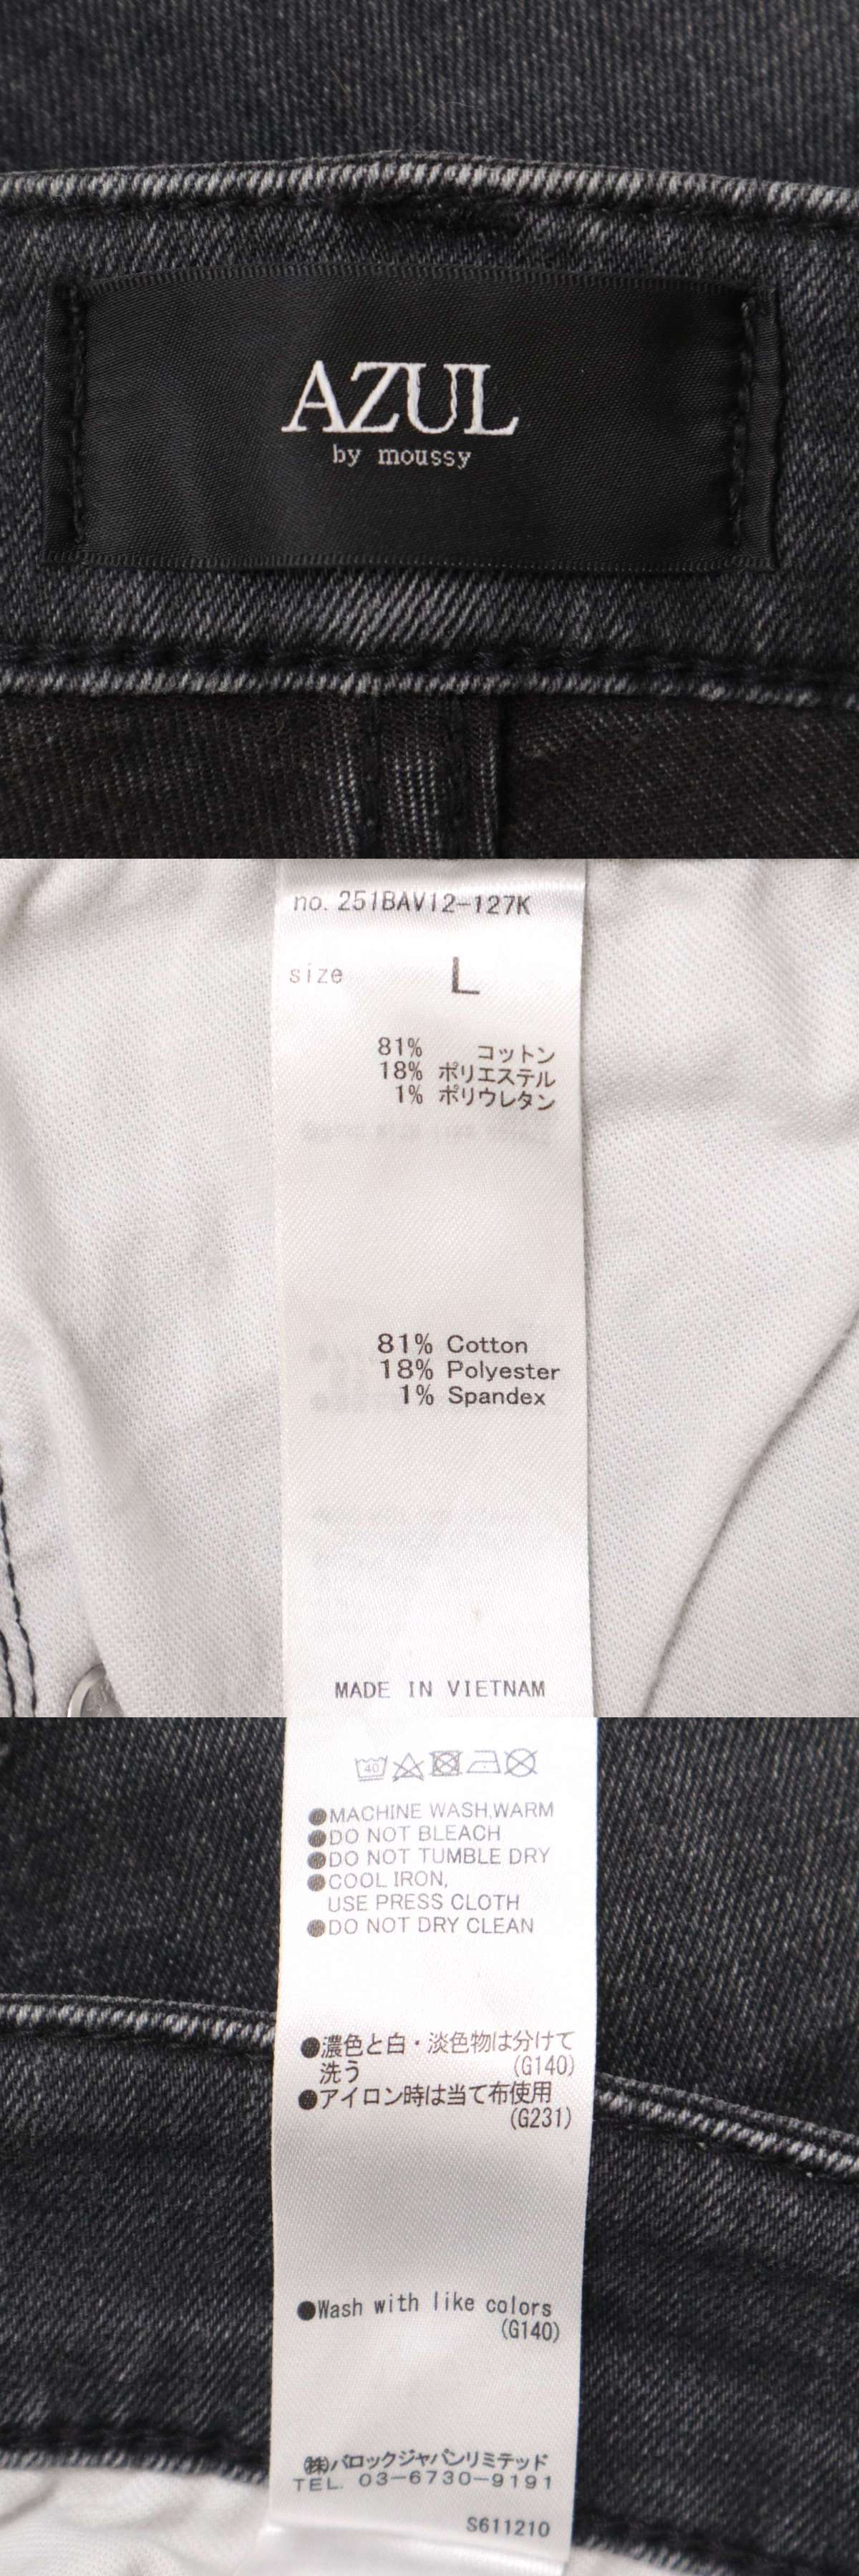 AZUL
by moussy
no. 251BAV12-127K
size L
81% コットン
18% ポリエステル
1% ポリウレタン
81% Cotton
18% Polyester
1% Spandex
MADE IN VIETNAM
40
●MACHINE WASH,WARM
●DO NOT BLEACH
●DO NOT TUMBLE DRY
●COOL IRON,
USE PRESS CLOTH
●DO NOT DRY CLEAN
●濃色と白・淡色物は分けて
洗う (G140)
●アイロン時は当て布使用
(G231)
●Wash with like colors
(G140)
㈱バロックジャパンリミテッド
TEL. 03-6730-9191
S611210